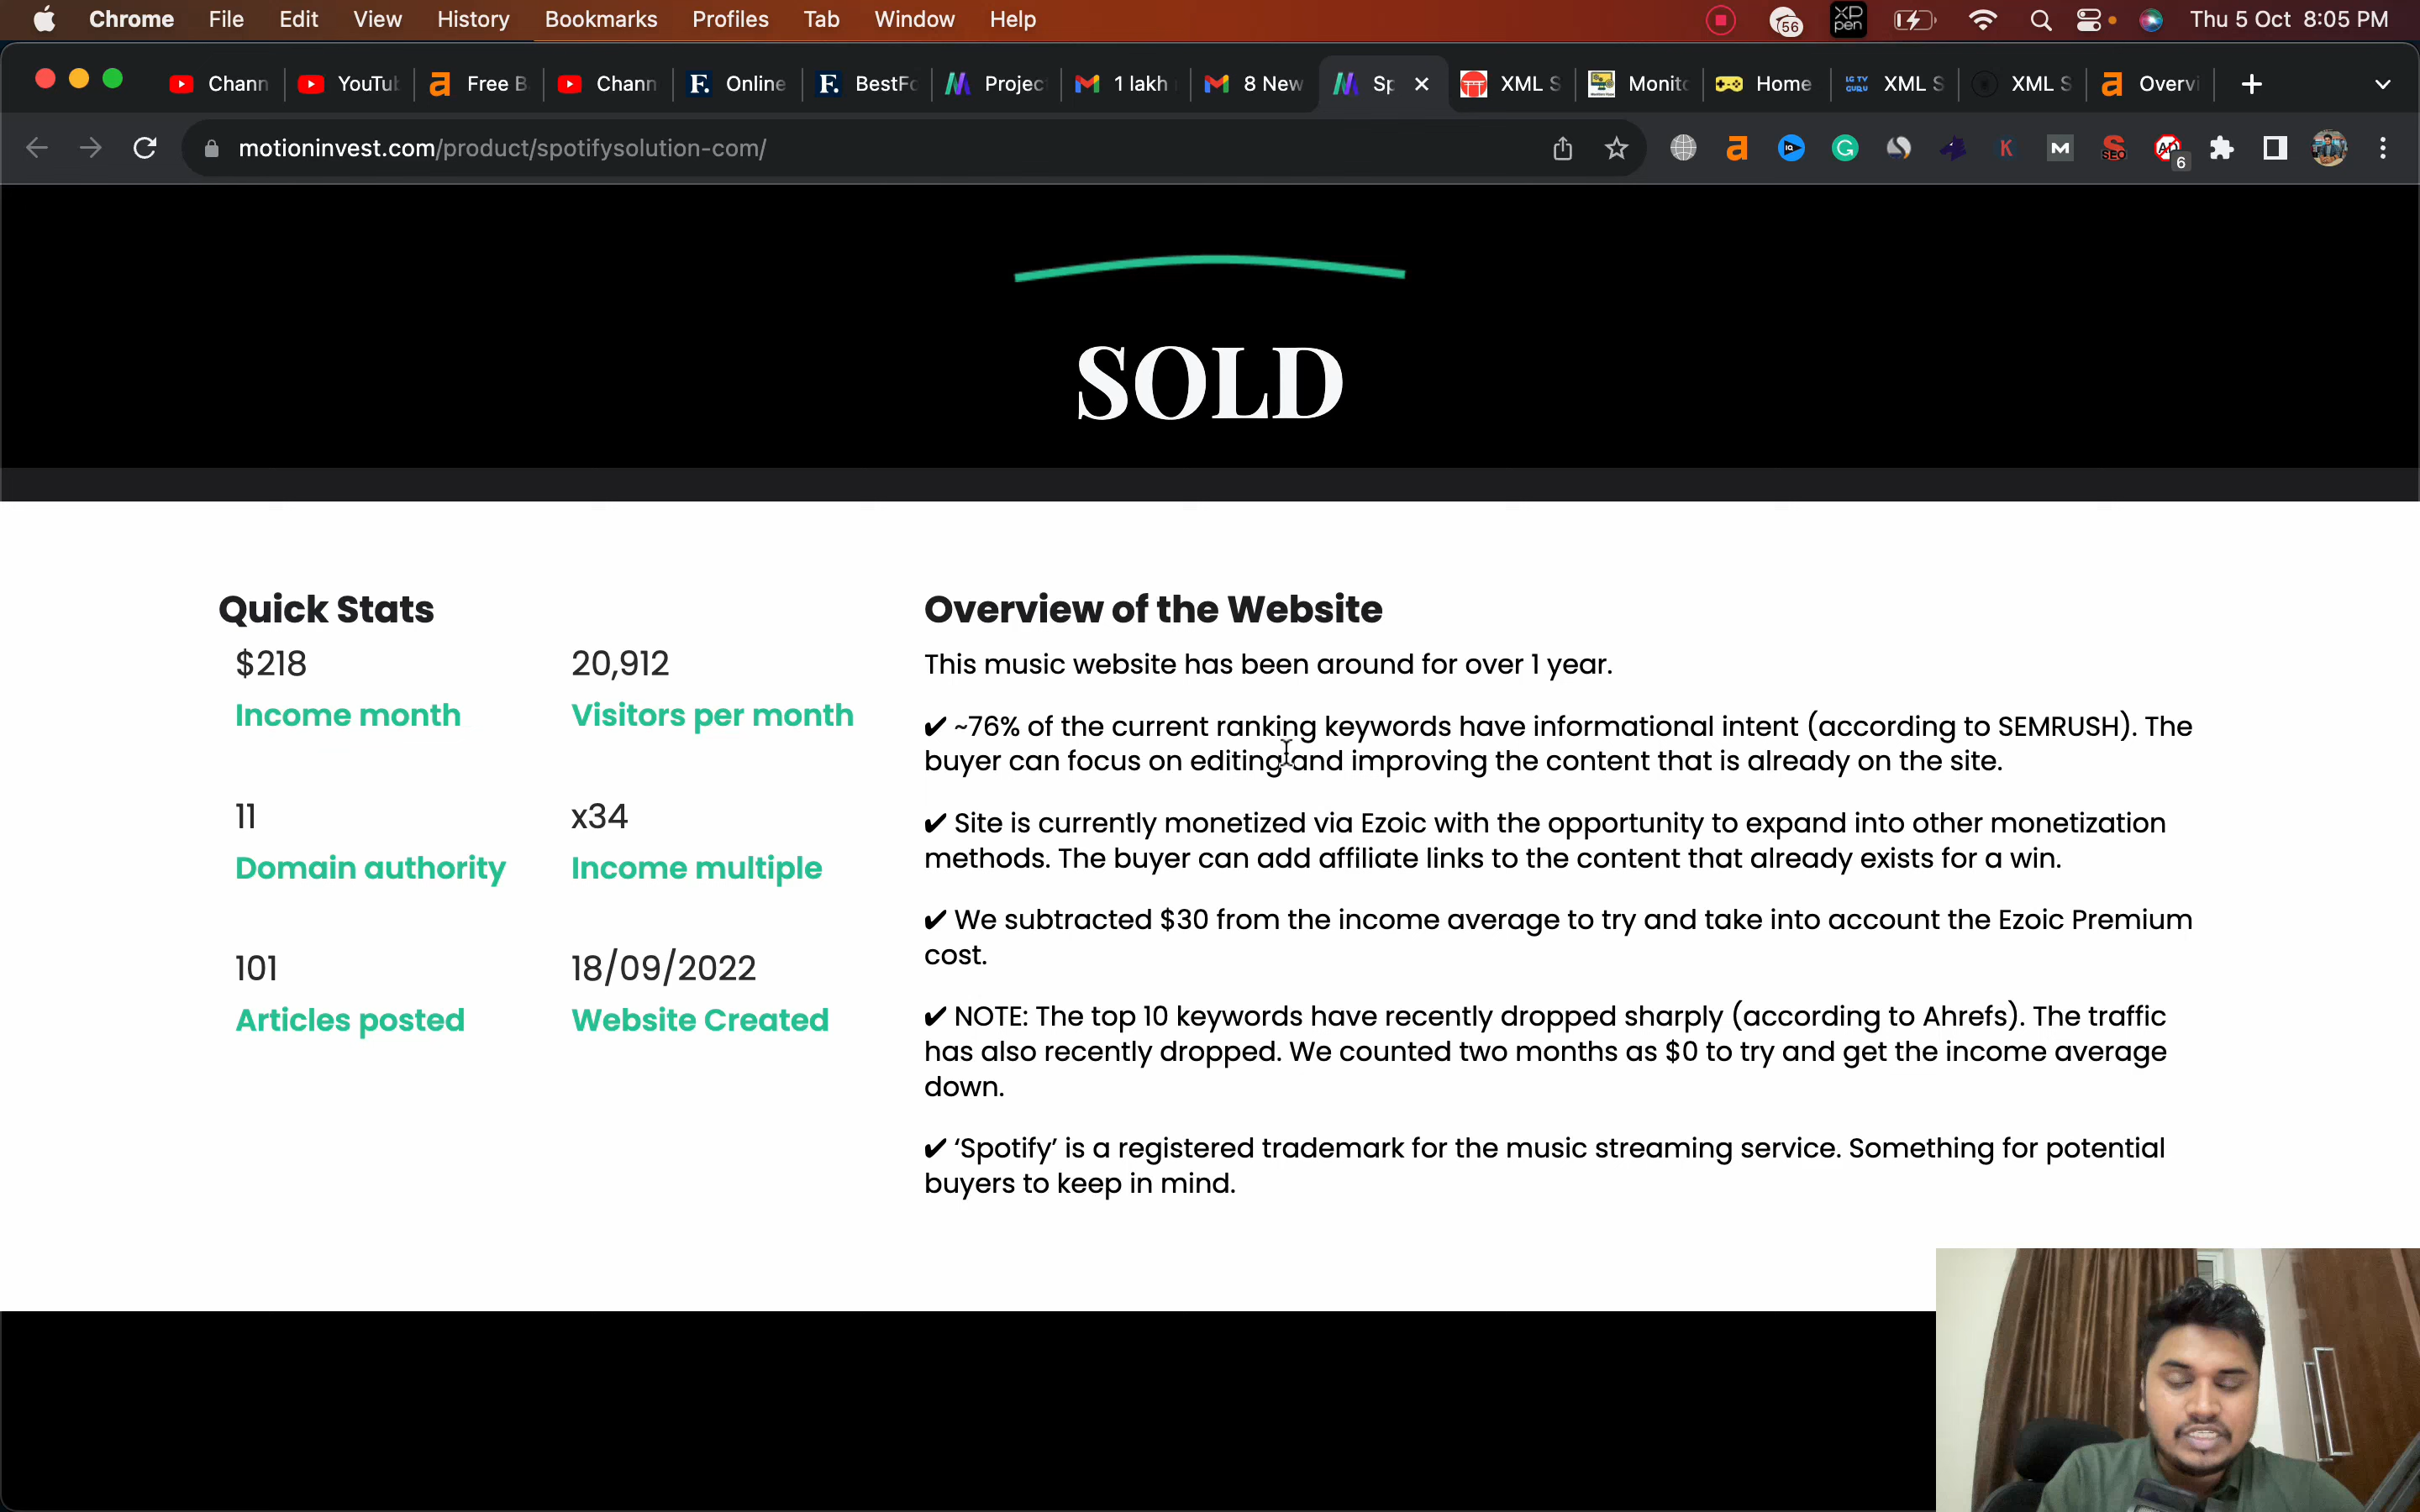 Chrome File Edit View History Bookmarks Profiles Tab Window Help 56 XP pen Thu 5 Oct 8:05 PM
Chann YouTub Free B Chann Online BestFo Projec 1 lakh 8 New Sp XML S Monito Home LG TV GURU XML S XML S Overvi
motioninvest.com/product/spotifysolution-com/ 6
SOLD
Quick Stats
$218 20,912
Income month Visitors per month
11 x34
Domain authority Income multiple
101 18/09/2022
Articles posted Website Created
Overview of the Website
This music website has been around for over 1 year.
✔ ~76% of the current ranking keywords have informational intent (according to SEMRUSH). The
buyer can focus on editing and improving the content that is already on the site.
✔ Site is currently monetized via Ezoic with the opportunity to expand into other monetization
methods. The buyer can add affiliate links to the content that already exists for a win.
✔ We subtracted $30 from the income average to try and take into account the Ezoic Premium
cost.
✔ NOTE: The top 10 keywords have recently dropped sharply (according to Ahrefs). The traffic
has also recently dropped. We counted two months as $0 to try and get the income average
down.
✔ ‘Spotify’ is a registered trademark for the music streaming service. Something for potential
buyers to keep in mind.